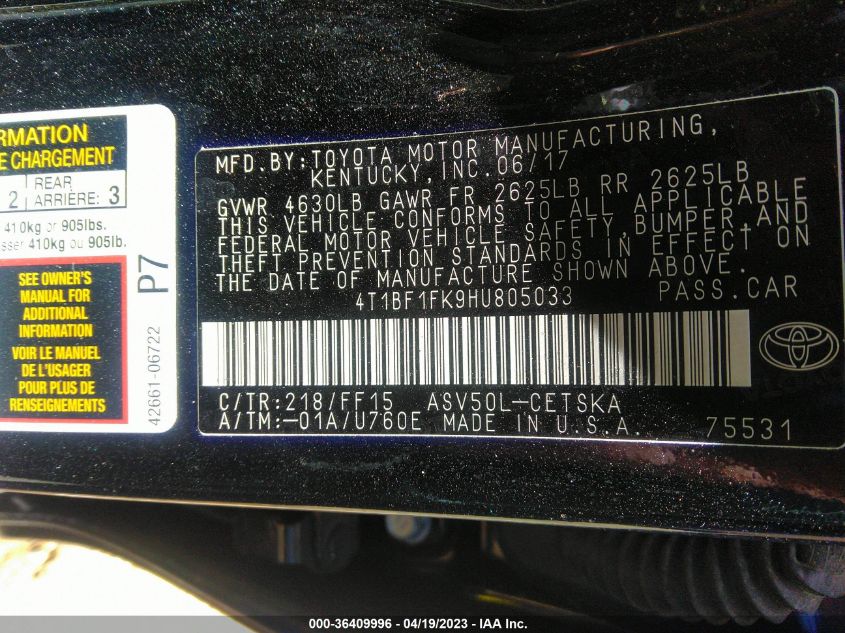 RMATION
E CHARGEMENT
2 REAR ARRIÈRE: 3
410kg or 905lbs.
sser 410kg ou 905lb.
SEE OWNER'S
MANUAL FOR
ADDITIONAL
INFORMATION
VOIR LE MANUEL
DE L'USAGER
POUR PLUS DE
RENSEIGNEMENTS
P7
42661-06722
MFD.BY:TOYOTA MOTOR MANUFACTURING,
KENTUCKY,INC.06/17
GVWR 4630LB GAWR FR 2625LB RR 2625LB
THIS VEHICLE CONFORMS TO ALL APPLICABLE
FEDERAL MOTOR VEHICLE SAFETY,BUMPER,AND
THEFT PREVENTION STANDARDS IN EFFECT ON
THE DATE OF MANUFACTURE SHOWN ABOVE.
4T1BF1FK9HU805033 PASS.CAR
C/TR:218/FF15 ASV50L-CETSKA
A/TM:-01A/U760E MADE IN U.S.A. 75531
000-36409996 - 04/19/2023 - IAA Inc.